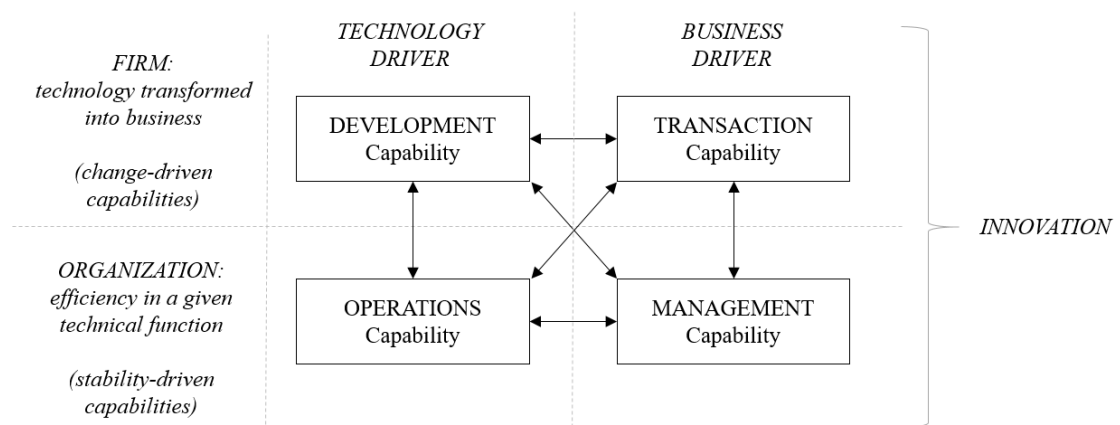 TECHNOLOGY
DRIVER
BUSINESS
DRIVER
FIRM:
technology transformed
into business
(change-driven
capabilities)
DEVELOPMENT
Capability
TRANSACTION
Capability
INNOVATION
ORGANIZATION:
efficiency in a given
technical function
(stability-driven
capabilities)
OPERATIONS
Capability
MANAGEMENT
Capability